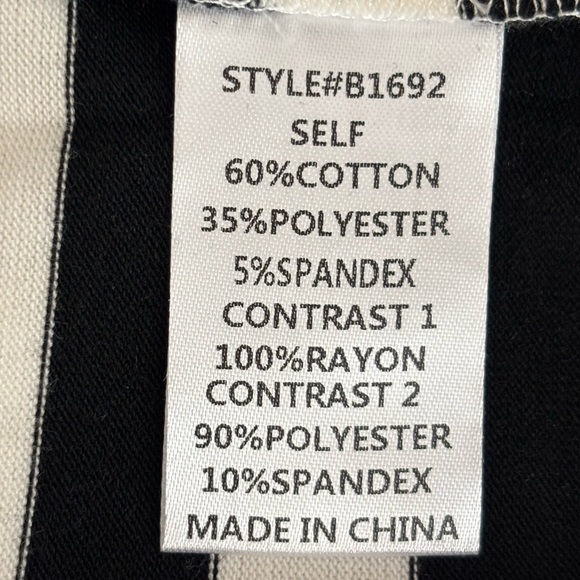 STYLE#B1692
SELF
60%COTTON
35%POLYESTER
5%SPANDEX
CONTRAST 1
100%RAYON
CONTRAST 2
90%POLYESTER
10%SPANDEX
MADE IN CHINA